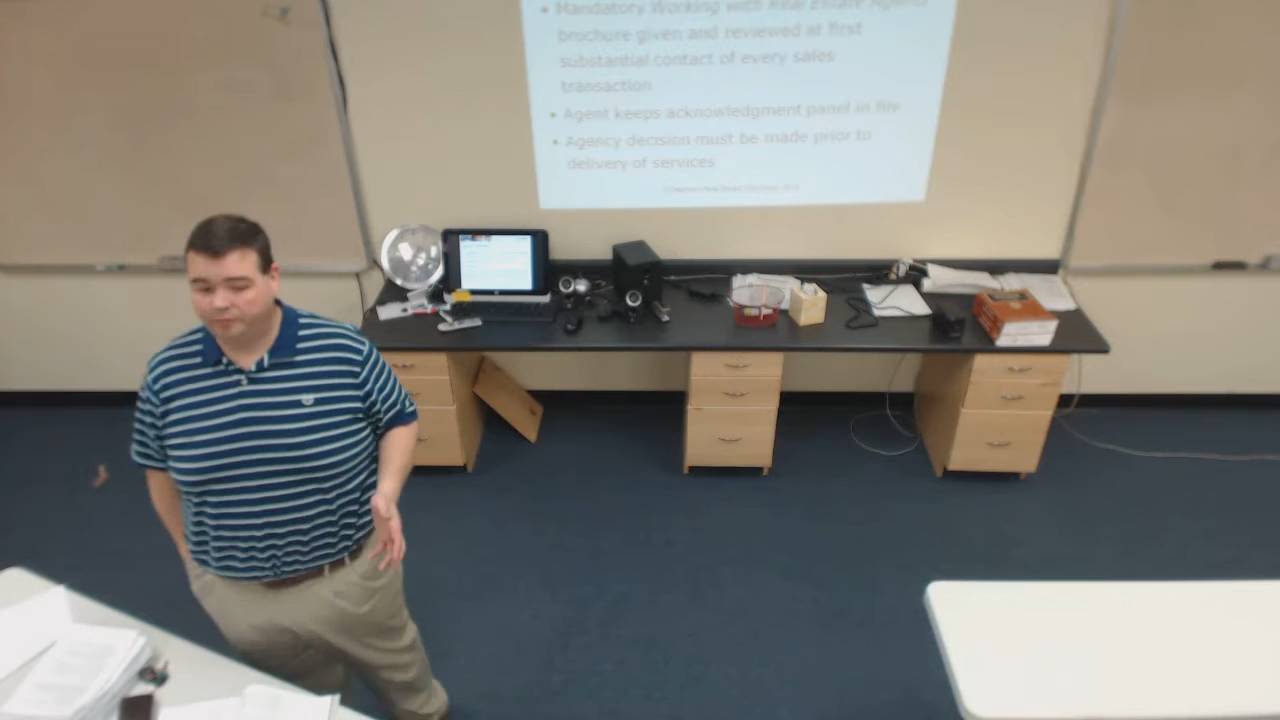 • Mandatory Working with Real Estate Agents
brochure given and reviewed at first
substantial contact of every sales
transaction
• Agent keeps acknowledgment panel in file
• Agency decision must be made prior to
delivery of services